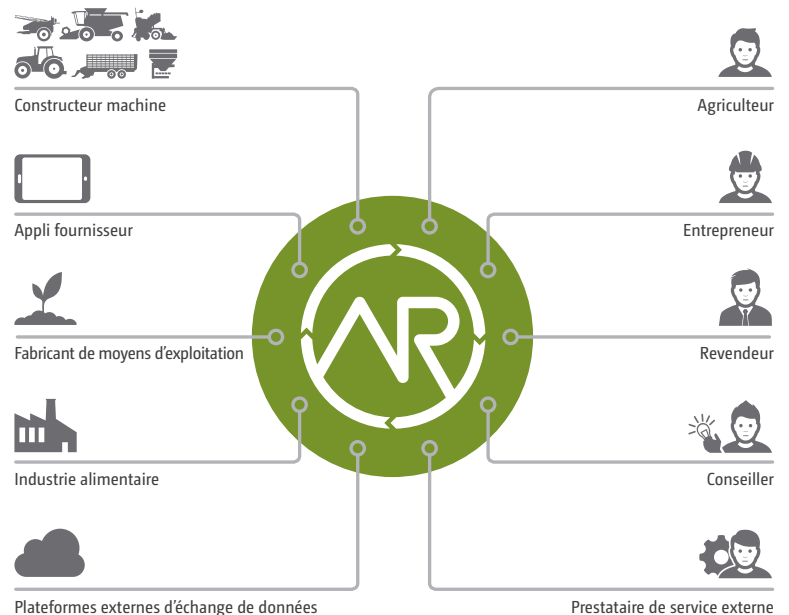 Constructeur machine
Agriculteur
Appli fournisseur
Entrepreneur
AR
Fabricant de moyens d'exploitation
Revendeur
Industrie alimentaire
Conseiller
Plateformes externes d'échange de données
Prestataire de service externe